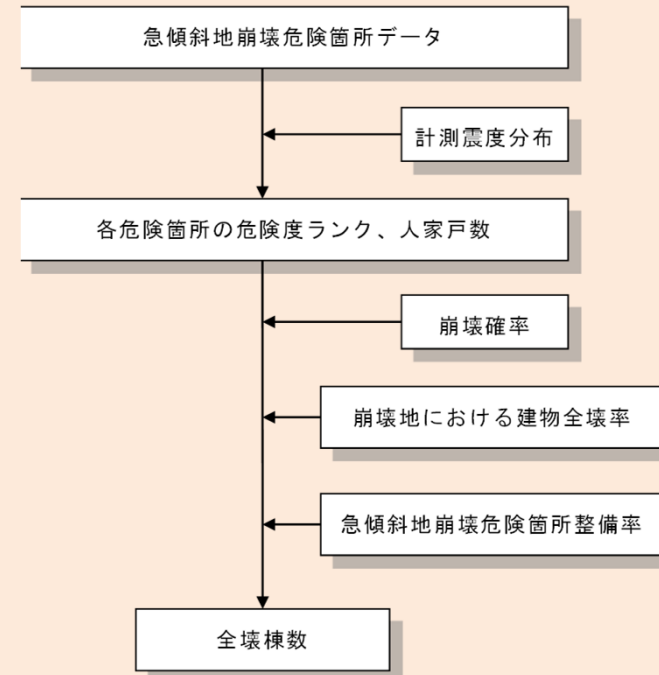 急傾斜地崩壊危険箇所データ
計測震度分布
各危険箇所の危険度ランク、人家戸数
崩壊確率
崩壊地における建物全壊率
急傾斜地崩壊危険箇所整備率
全壊棟数